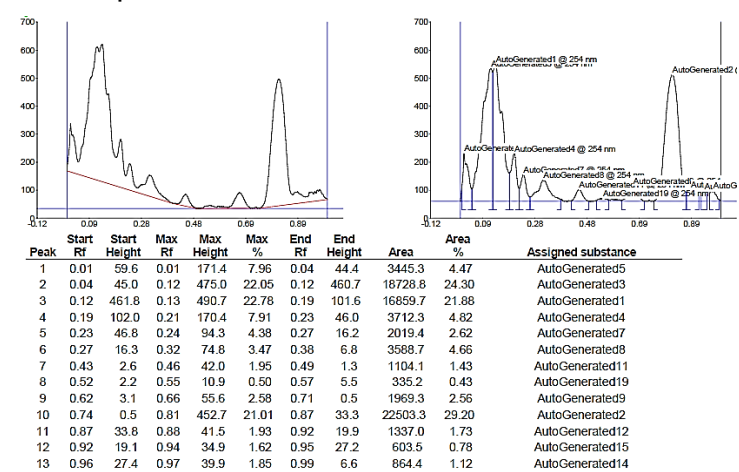 700
600
500
400
300
200
100
0
-0.12 0.09 0.28 0.48 0.69 0.89
700
600
500
400
300
200
100
0
-0.12 0.09 0.28 0.48 0.69 0.89
AutoGenerated1 @ 254 nm
AutoGenerated2
AutoGenerated4 @ 254 nm
AutoGenerated8 @ 254 nm
AutoGenerated19 @ 254 nm
Peak Start Rf Start Height Max Rf Max Height Max % End Rf End Height Area Area % Assigned substance
1 0.01 59.6 0.01 171.4 7.96 0.04 44.4 3445.3 4.47 AutoGenerated5
2 0.04 45.0 0.12 475.0 22.05 0.12 460.7 18728.8 24.30 AutoGenerated3
3 0.12 461.8 0.13 490.7 22.78 0.19 101.6 16859.7 21.88 AutoGenerated1
4 0.19 102.0 0.21 170.4 7.91 0.23 46.0 3712.3 4.82 AutoGenerated4
5 0.23 46.8 0.24 94.3 4.38 0.27 16.2 2019.4 2.62 AutoGenerated7
6 0.27 16.3 0.32 74.8 3.47 0.38 6.8 3588.7 4.66 AutoGenerated8
7 0.43 2.6 0.46 42.0 1.95 0.49 1.3 1104.1 1.43 AutoGenerated11
8 0.52 2.2 0.55 10.9 0.50 0.57 5.5 335.2 0.43 AutoGenerated19
9 0.62 3.1 0.66 55.6 2.58 0.71 0.5 1969.3 2.56 AutoGenerated9
10 0.74 0.5 0.81 452.7 21.01 0.87 33.3 22503.3 29.20 AutoGenerated2
11 0.87 33.8 0.88 41.5 1.93 0.92 19.9 1337.0 1.73 AutoGenerated12
12 0.92 19.1 0.94 34.9 1.62 0.95 27.2 603.5 0.78 AutoGenerated15
13 0.96 27.4 0.97 39.9 1.85 0.99 6.6 864.4 1.12 AutoGenerated14